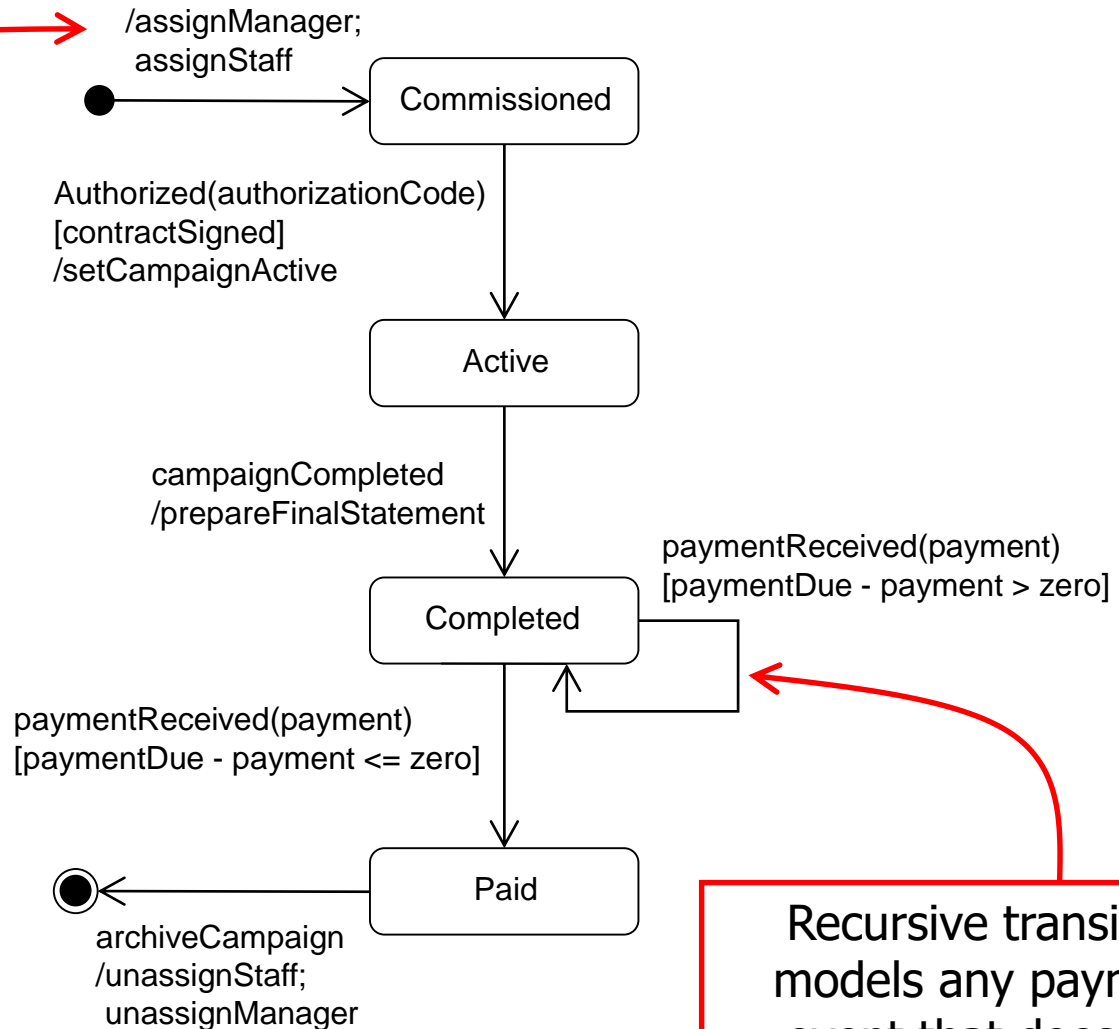 /assignManager;
assignStaff
Commissioned
Authorized(authorizationCode)
[contractSigned]
/setCampaignActive
Active
campaignCompleted
/prepareFinalStatement
paymentReceived(payment)
[paymentDue - payment > zero]
Completed
paymentReceived(payment)
[paymentDue - payment <= zero]
Paid
archiveCampaign
/unassignStaff;
unassignManager
Recursive transi
models any payn